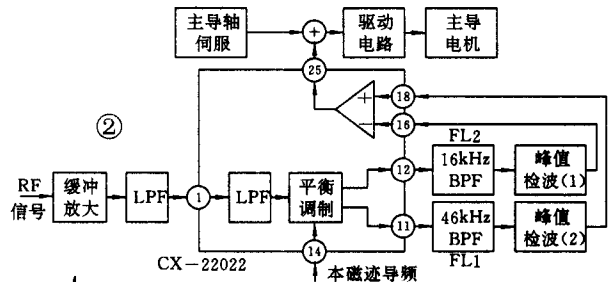 主导轴
伺服
+
驱动
电路
主导
电机
25
+
−
18
16
②
FL2
RF
信号
缓冲
放大
LPF
1
LPF
平衡
调制
12
16kHz
BPF
峰值
检波(1)
11
46kHz
BPF
峰值
检波(2)
14
FL1
CX−22022
本磁迹导频